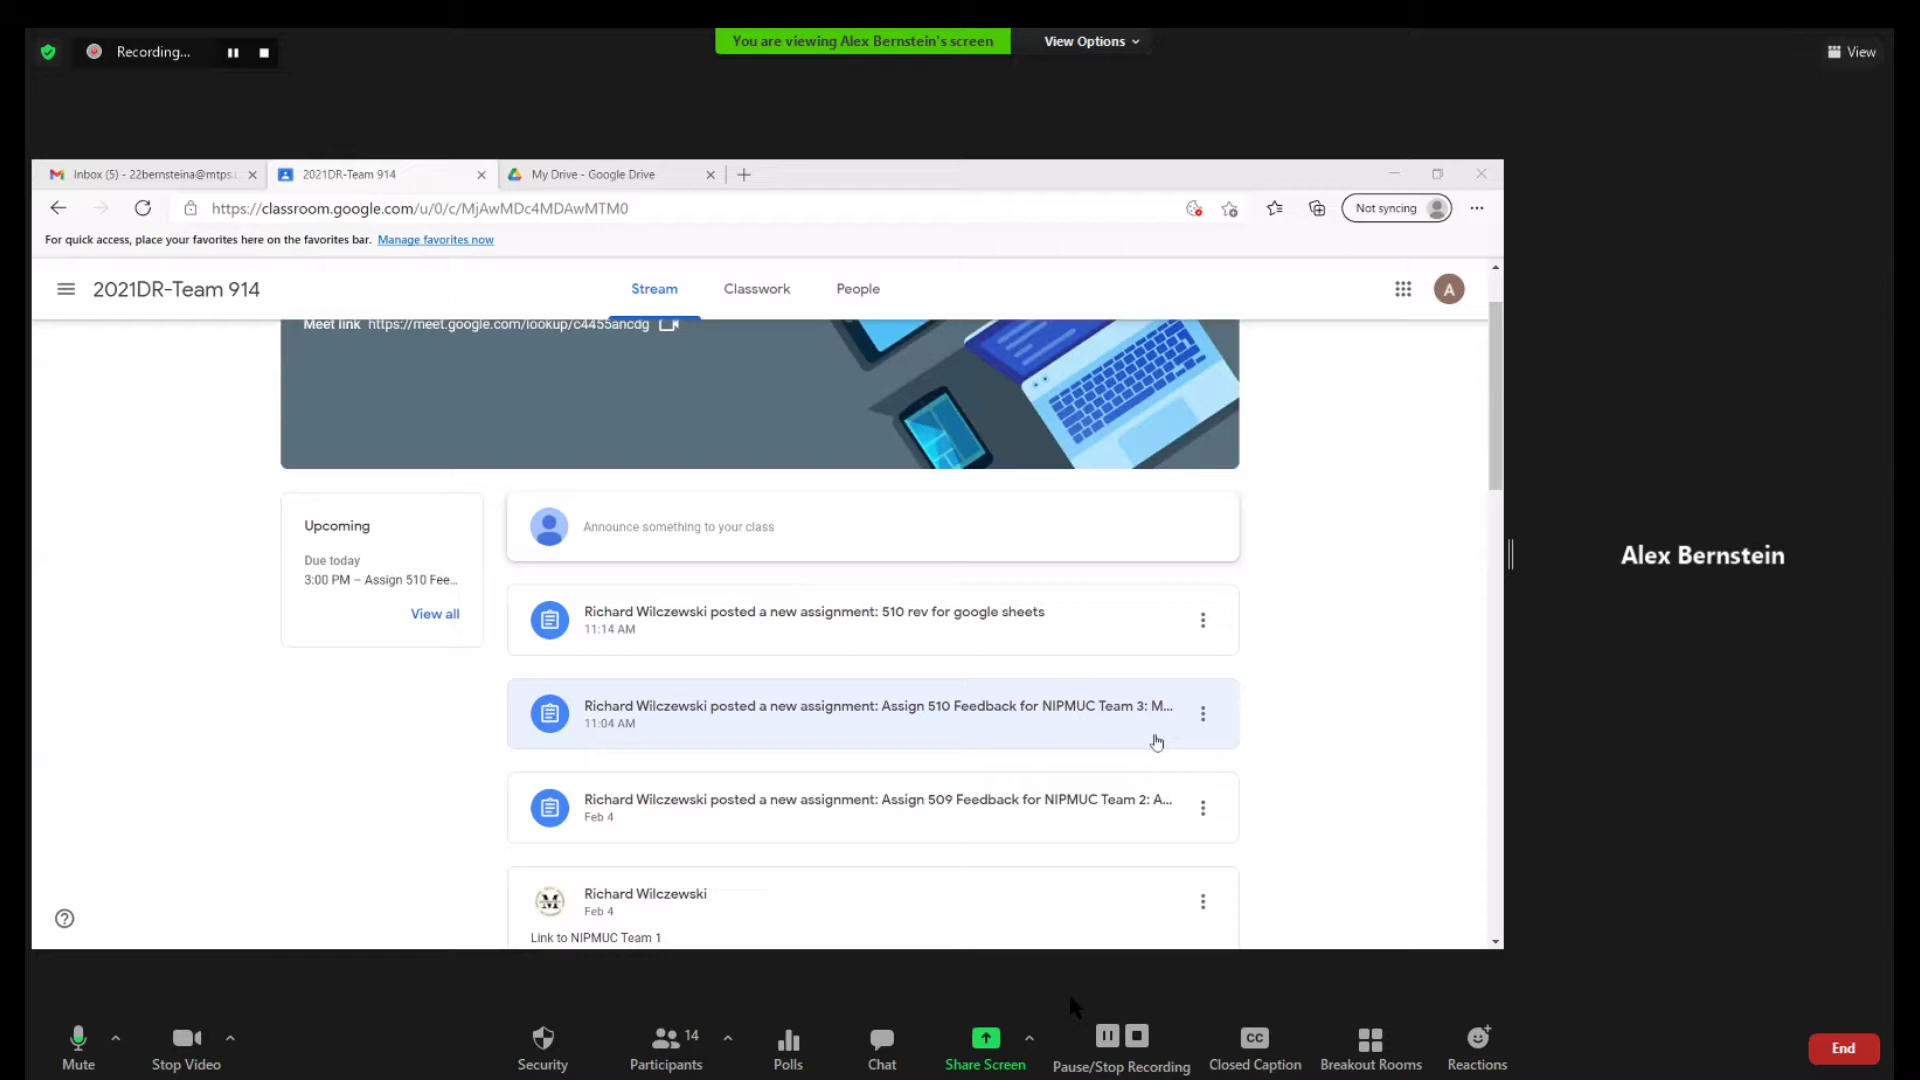 Recording...
You are viewing Alex Bernstein's screen
View Options
View
Inbox (5) - 22bernsteina@mtps.
2021DR-Team 914
My Drive - Google Drive
https://classroom.google.com/u/0/c/MjAwMDc4MDAwMTM0
Not syncing
For quick access, place your favorites here on the favorites bar. Manage favorites now
2021DR-Team 914
Stream
Classwork
People
A
Meet link https://meet.google.com/lookup/c4455ancdg
Upcoming
Due today
3:00 PM – Assign 510 Fee...
View all
Announce something to your class
Richard Wilczewski posted a new assignment: 510 rev for google sheets
11:14 AM
Richard Wilczewski posted a new assignment: Assign 510 Feedback for NIPMUC Team 3: M...
11:04 AM
Richard Wilczewski posted a new assignment: Assign 509 Feedback for NIPMUC Team 2: A...
Feb 4
M
Richard Wilczewski
Feb 4
Link to NIPMUC Team 1
Alex Bernstein
Mute
Stop Video
Security
14
Participants
Polls
Chat
Share Screen
Pause/Stop Recording
CC
Closed Caption
Breakout Rooms
Reactions
End